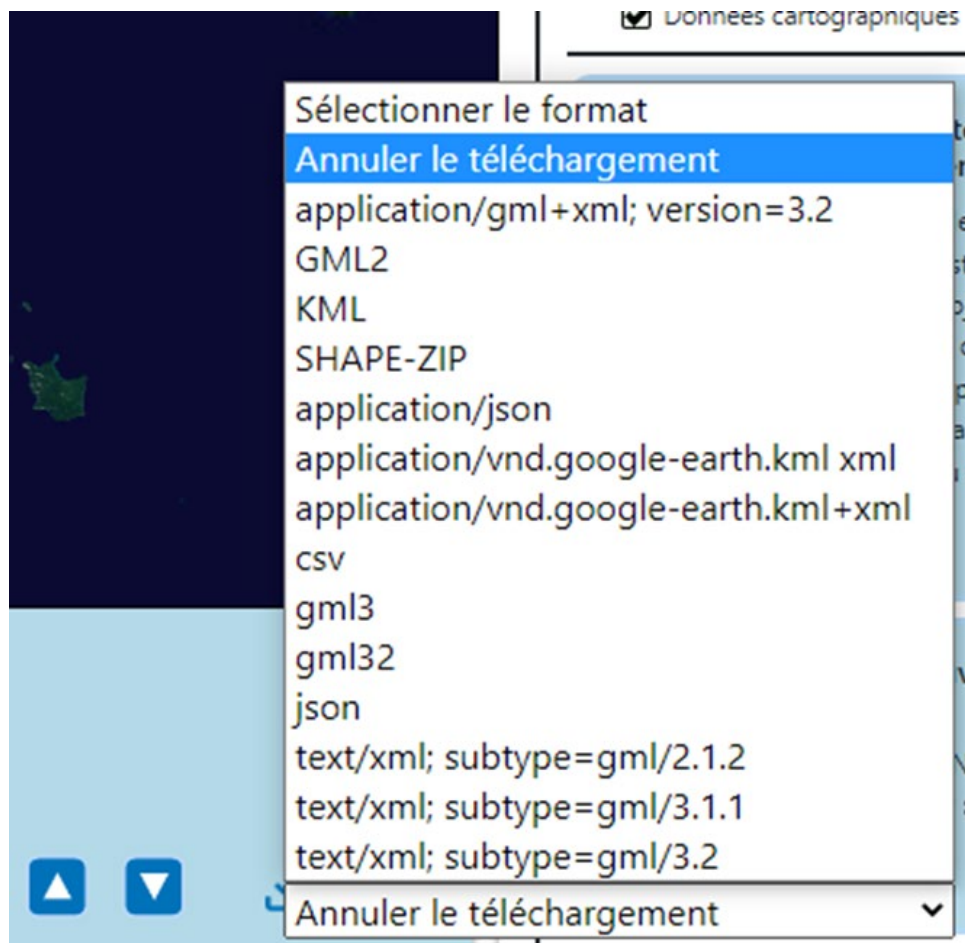 Données cartographiques
Sélectionner le format
Annuler le téléchargement
application/gml+xml; version=3.2
GML2
KML
SHAPE-ZIP
application/json
application/vnd.google-earth.kml xml
application/vnd.google-earth.kml+xml
csv
gml3
gml32
json
text/xml; subtype=gml/2.1.2
text/xml; subtype=gml/3.1.1
text/xml; subtype=gml/3.2
Annuler le téléchargement